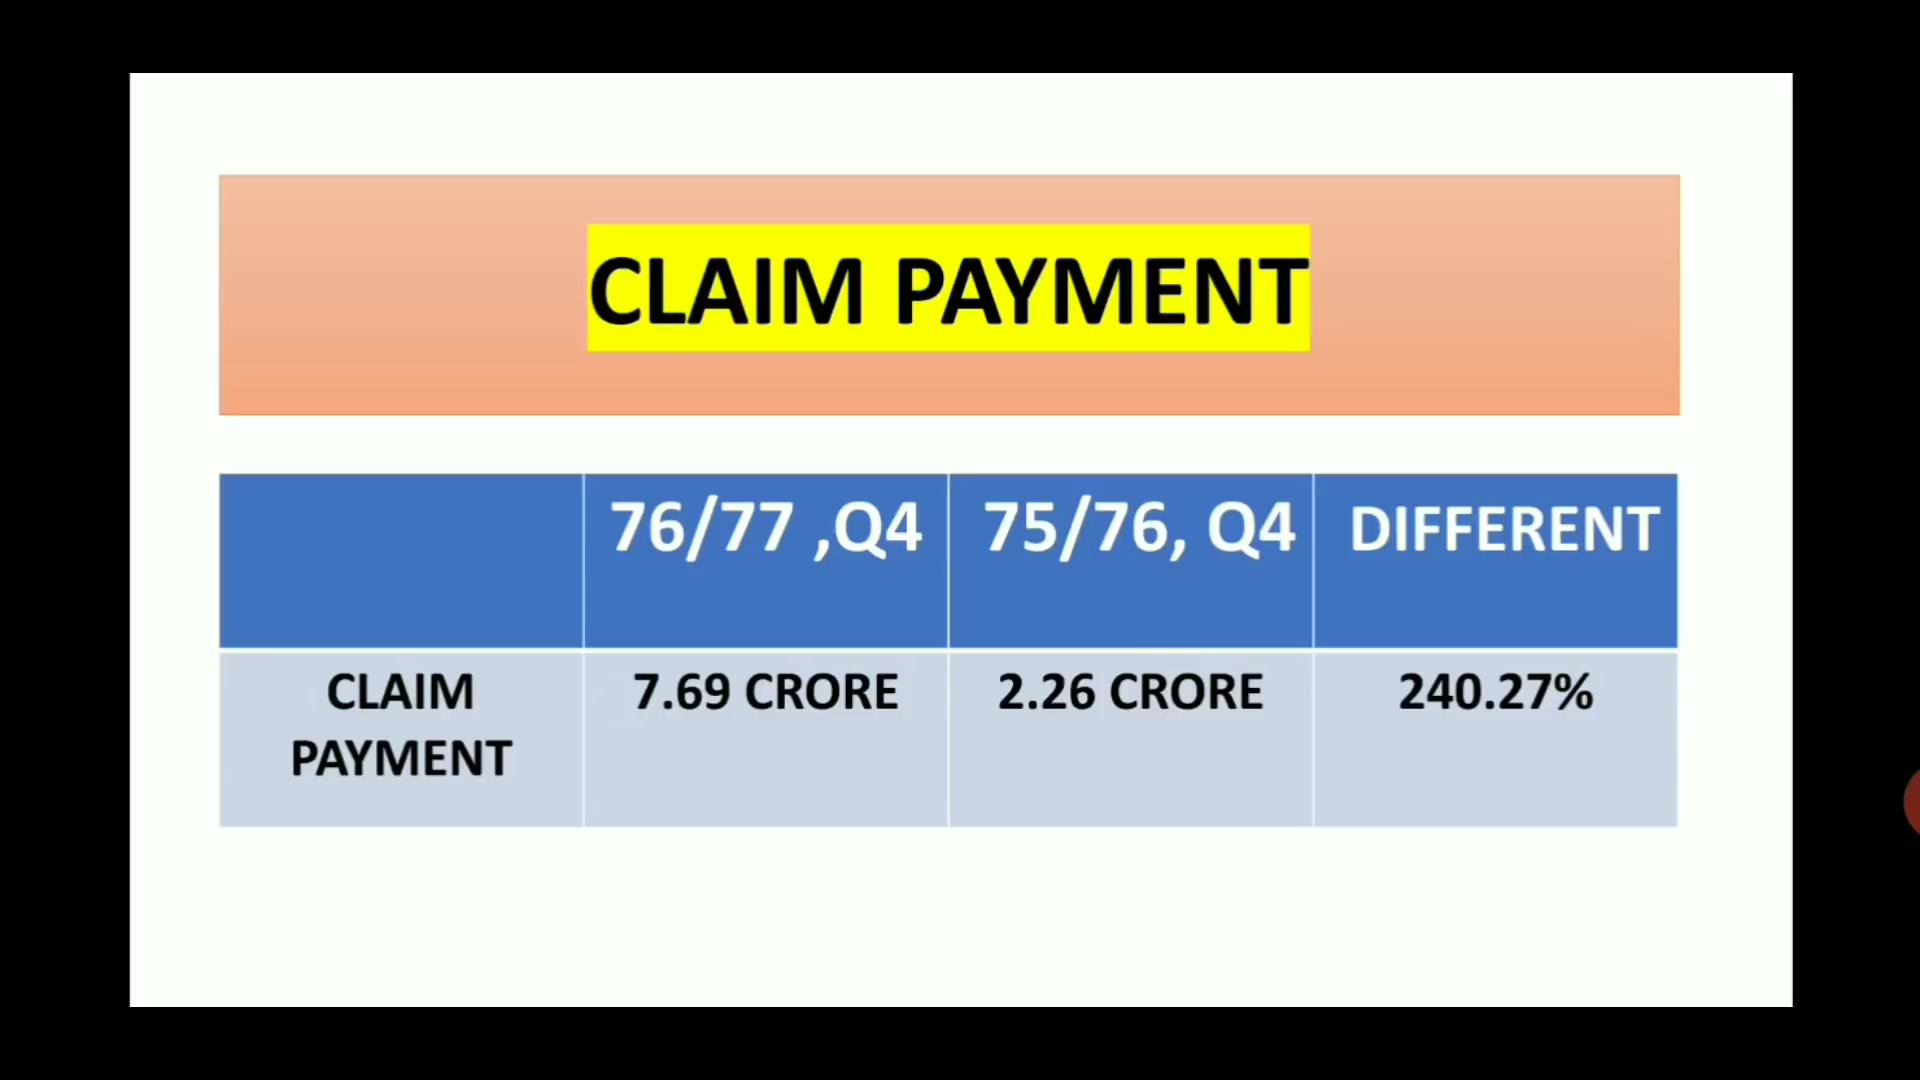 CLAIM PAYMENT
76/77 ,Q4 75/76, Q4 DIFFERENT
CLAIM PAYMENT 7.69 CRORE 2.26 CRORE 240.27%